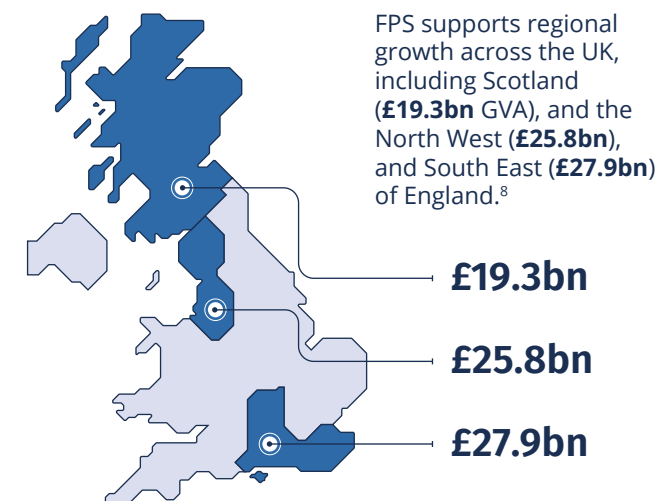 FPS supports regional
growth across the UK,
including Scotland
(£19.3bn GVA), and the
North West (£25.8bn),
and South East (£27.9bn)
of England.⁸
£19.3bn
£25.8bn
£27.9bn